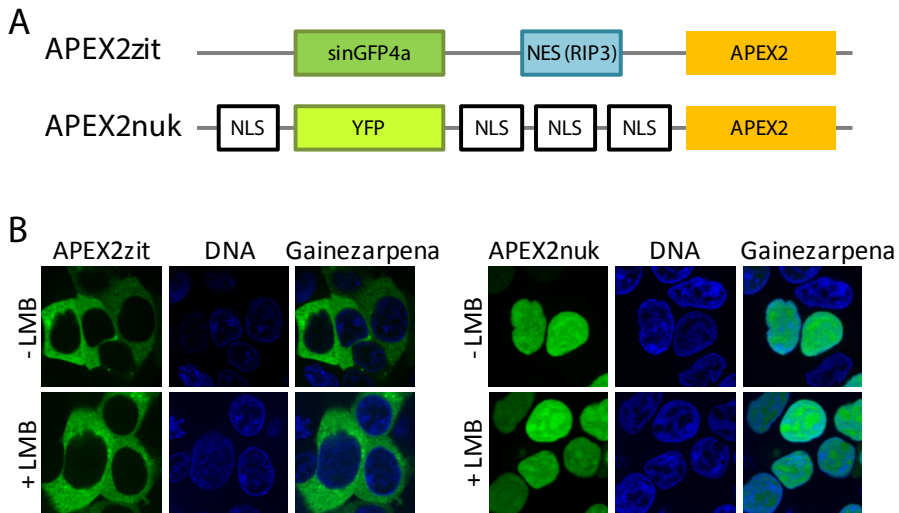 A
APEX2zit
sinGFP4a
NES (RIP3)
APEX2
APEX2nuk
NLS
YFP
NLS
NLS
NLS
APEX2
B
APEX2zit DNA Gainezarpena
- LMB
+ LMB
APEX2nuk DNA Gainezarpena
- LMB
+ LMB